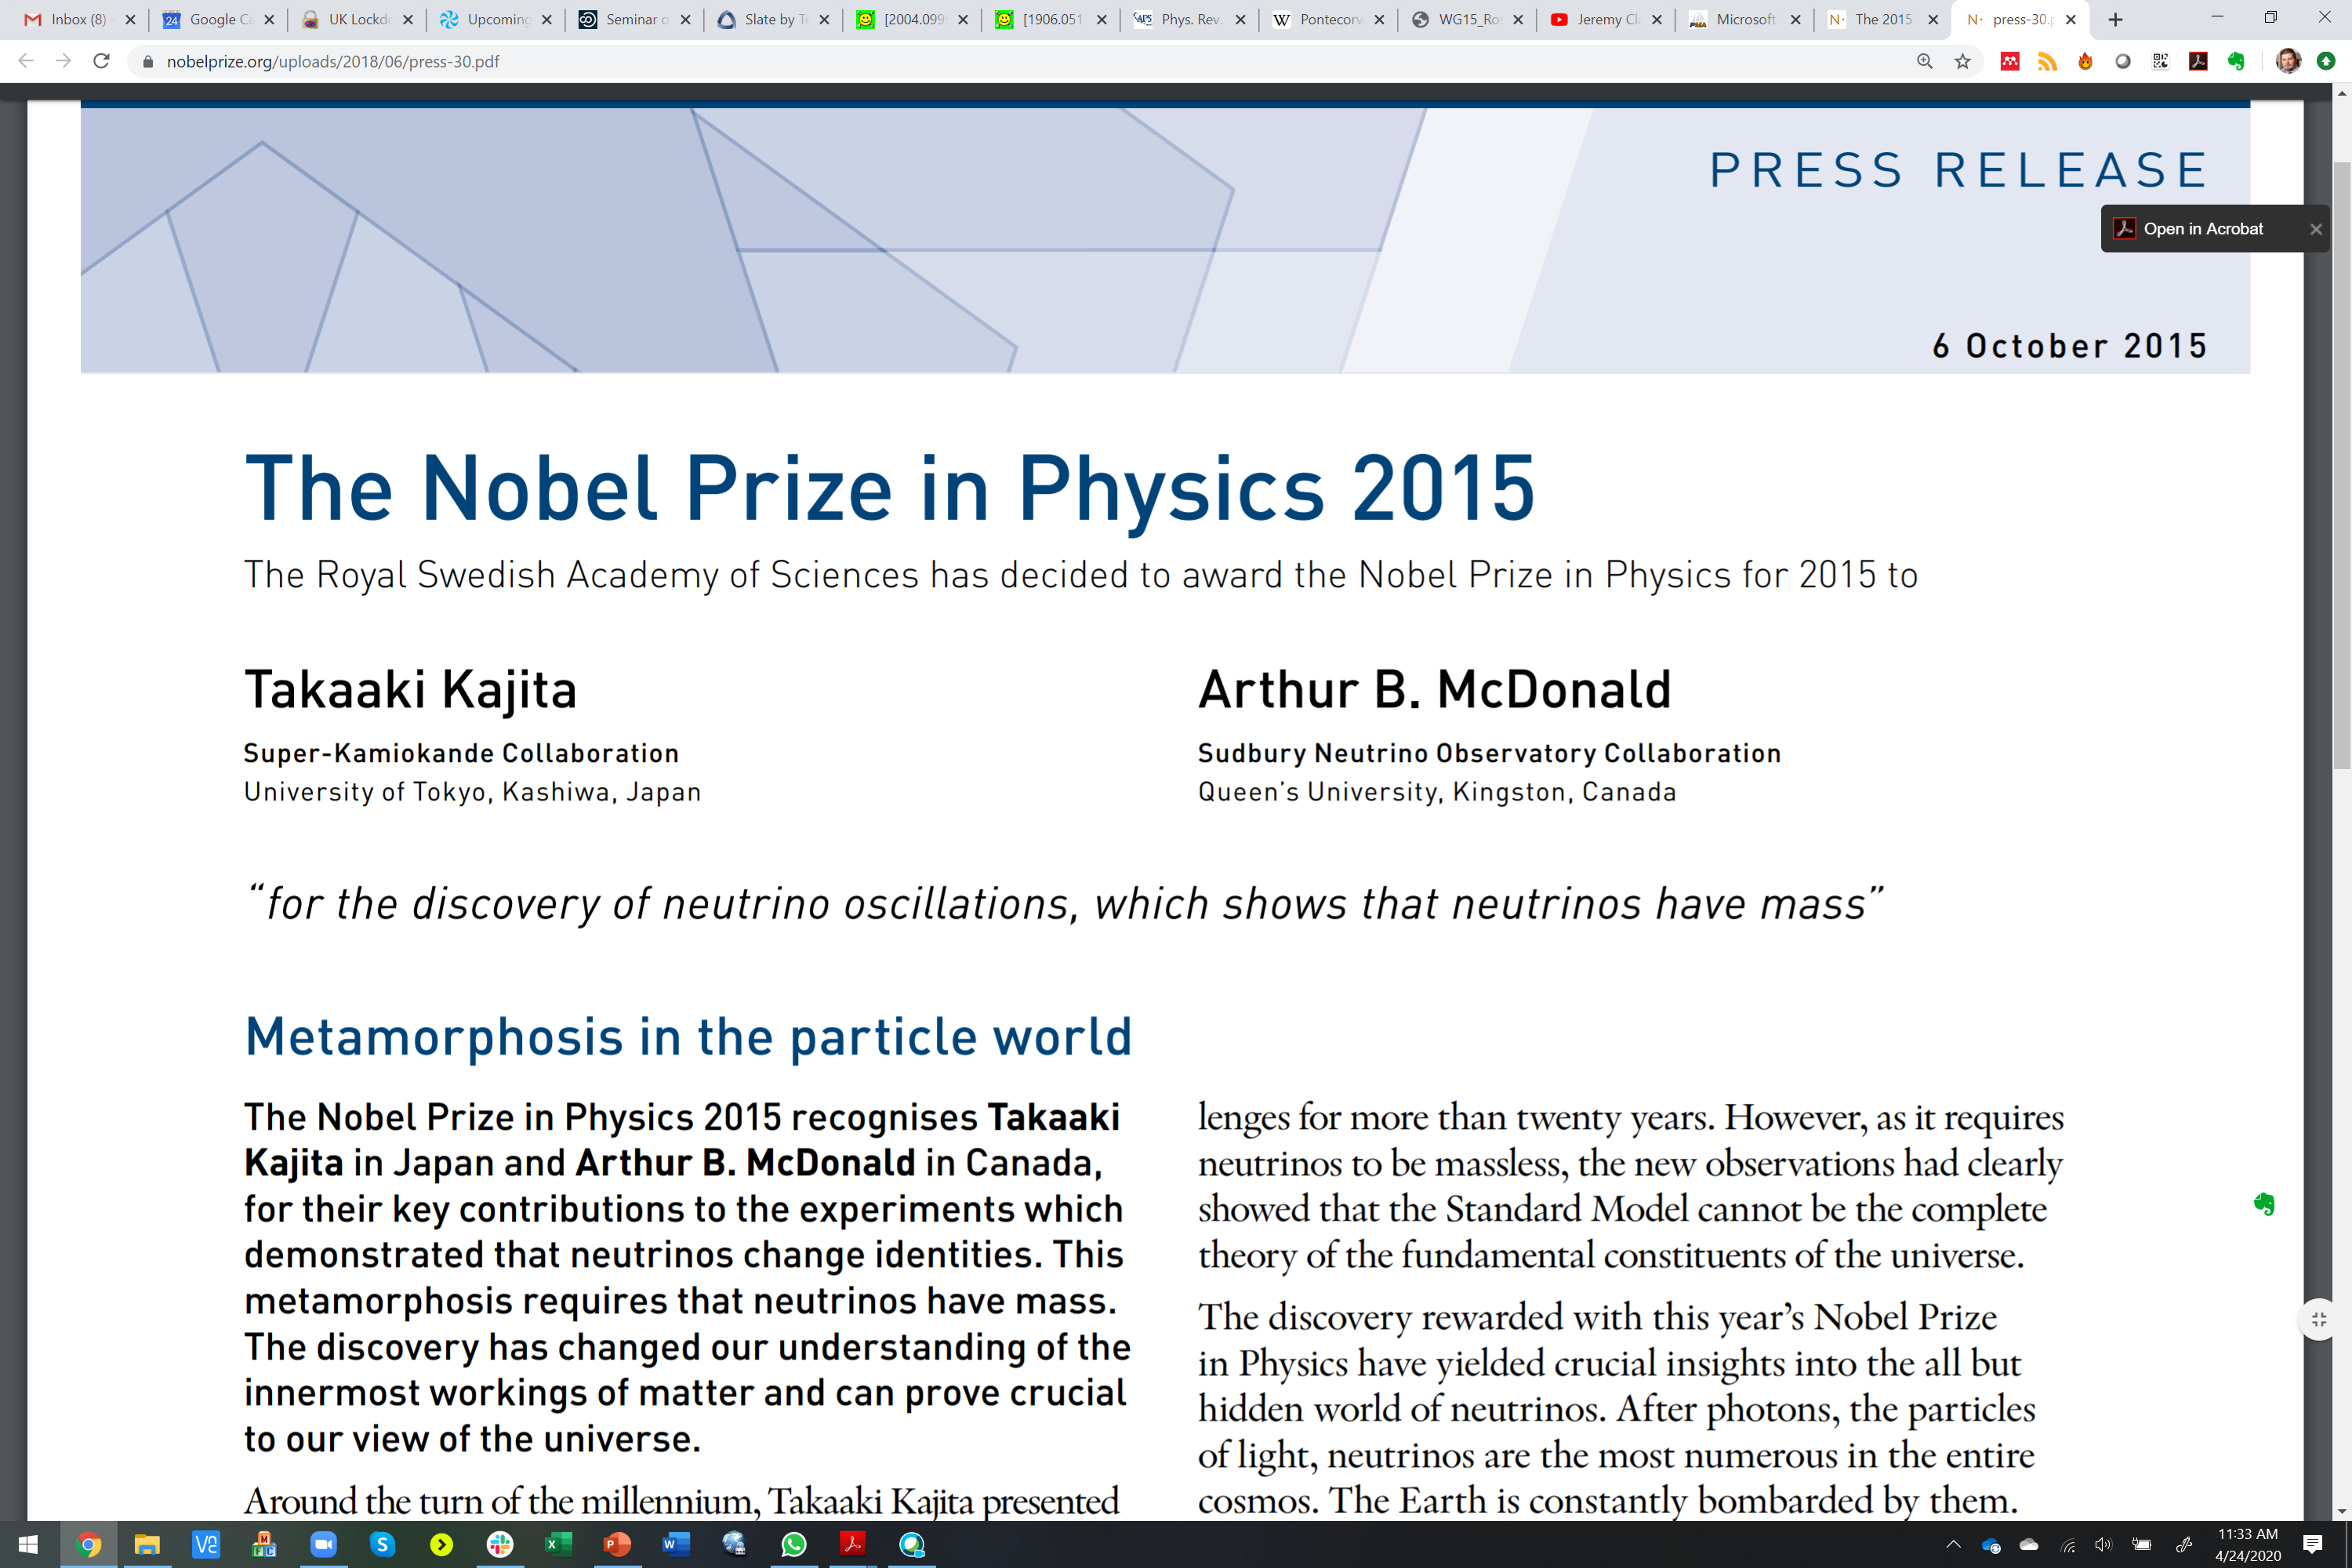 Inbox (8)
Google Ca
UK Lockd
Upcoming
Seminar o
Slate by Te
[2004.099
[1906.051
Phys. Rev.
Pontecorv
WG15_Ro
Jeremy Cl
Microsoft
The 2015
press-30.p
nobelprize.org/uploads/2018/06/press-30.pdf
PRESS RELEASE
Open in Acrobat
6 October 2015
The Nobel Prize in Physics 2015
The Royal Swedish Academy of Sciences has decided to award the Nobel Prize in Physics for 2015 to
Takaaki Kajita
Super-Kamiokande Collaboration
University of Tokyo, Kashiwa, Japan
Arthur B. McDonald
Sudbury Neutrino Observatory Collaboration
Queen’s University, Kingston, Canada
“for the discovery of neutrino oscillations, which shows that neutrinos have mass”
Metamorphosis in the particle world
The Nobel Prize in Physics 2015 recognises Takaaki
Kajita in Japan and Arthur B. McDonald in Canada,
for their key contributions to the experiments which
demonstrated that neutrinos change identities. This
metamorphosis requires that neutrinos have mass.
The discovery has changed our understanding of the
innermost workings of matter and can prove crucial
to our view of the universe.
Around the turn of the millennium, Takaaki Kajita presented
lenges for more than twenty years. However, as it requires
neutrinos to be massless, the new observations had clearly
showed that the Standard Model cannot be the complete
theory of the fundamental constituents of the universe.
The discovery rewarded with this year’s Nobel Prize
in Physics have yielded crucial insights into the all but
hidden world of neutrinos. After photons, the particles
of light, neutrinos are the most numerous in the entire
cosmos. The Earth is constantly bombarded by them.
11:33 AM
4/24/2020